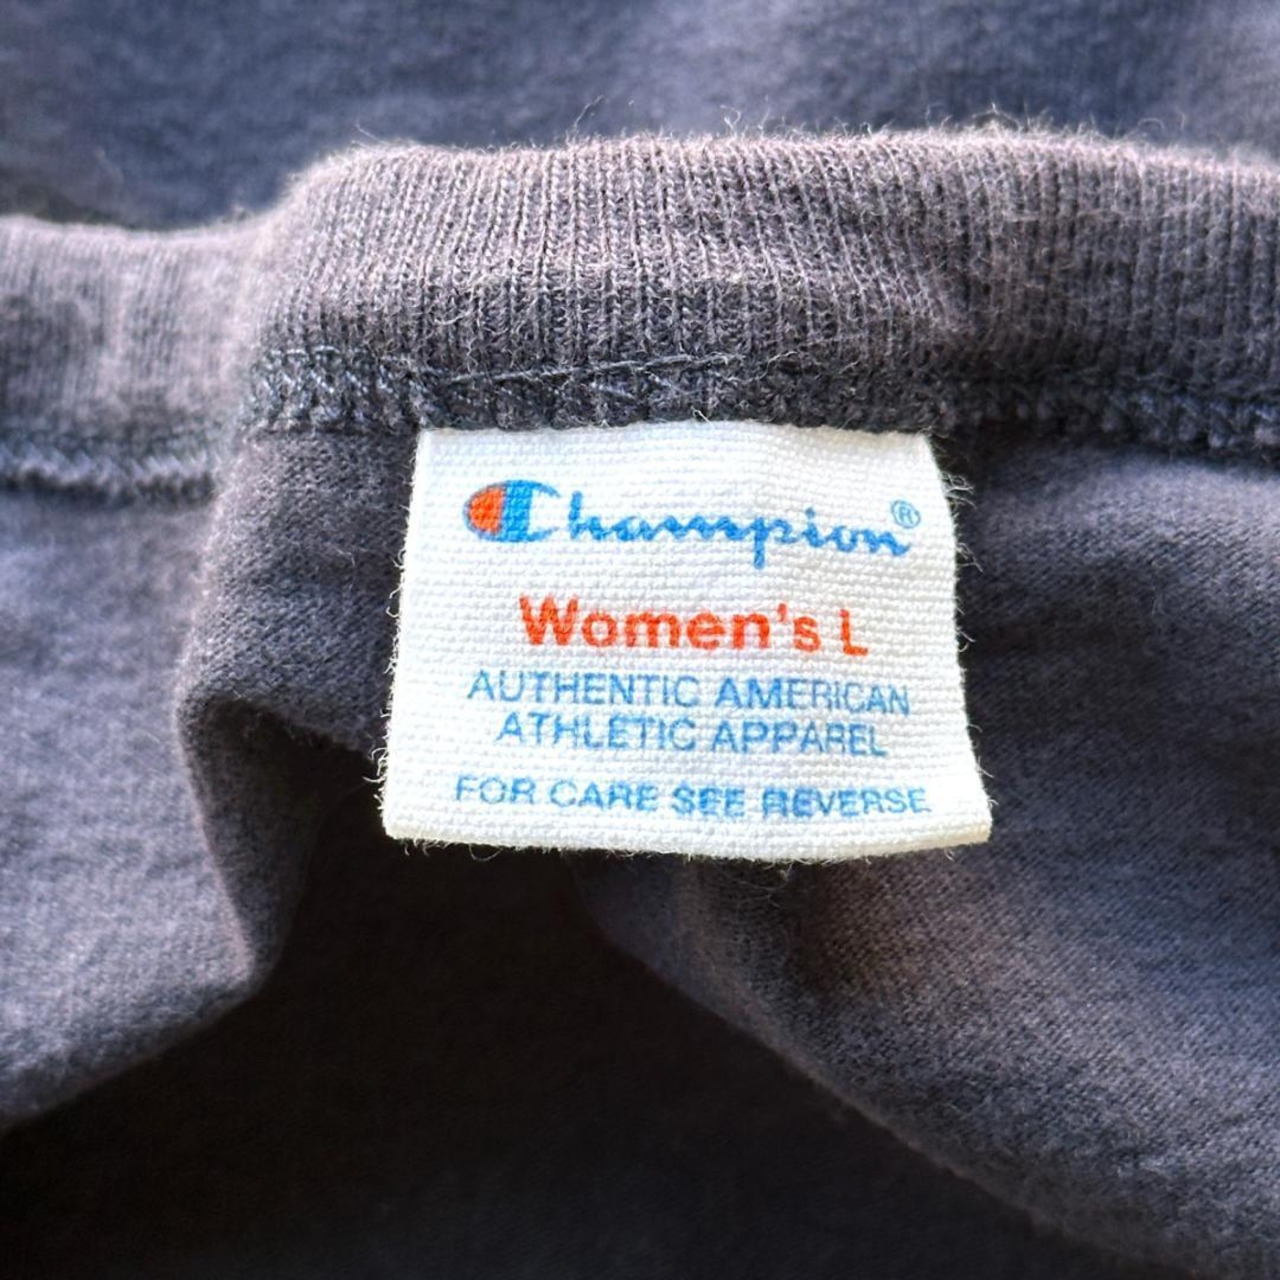 Champion®
Women's L
AUTHENTIC AMERICAN
ATHLETIC APPAREL
FOR CARE SEE REVERSE